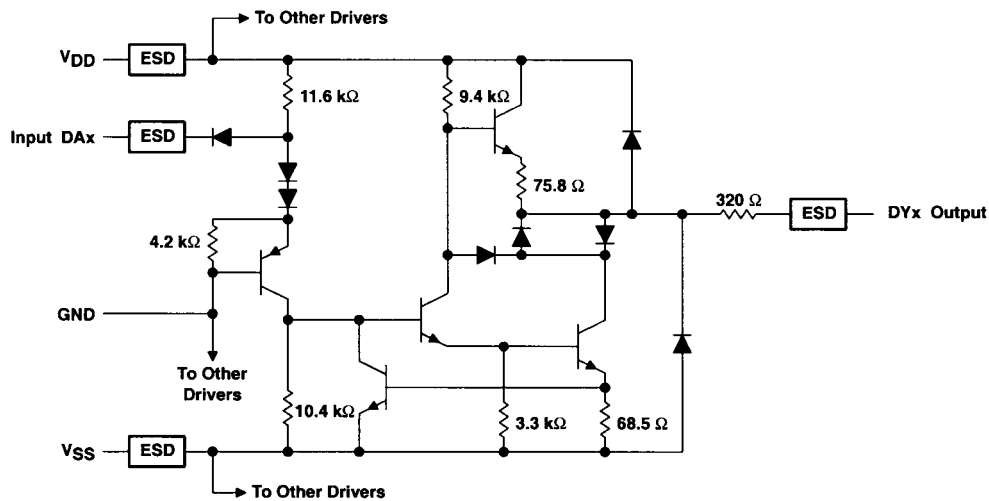 To Other Drivers
VDD
ESD
11.6 kΩ
9.4 kΩ
Input DAx
ESD
75.8 Ω
320 Ω
ESD
DYx Output
4.2 kΩ
GND
To Other
Drivers
10.4 kΩ
3.3 kΩ
68.5 Ω
VSS
ESD
To Other Drivers